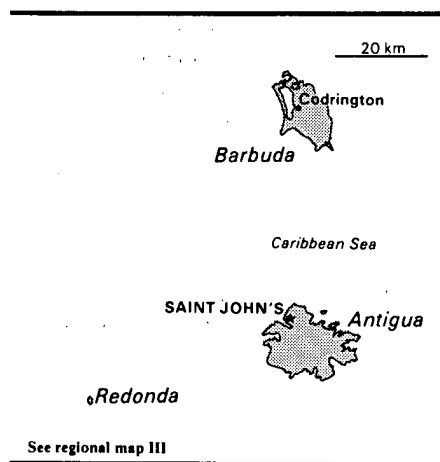 20 km
Codrington
Barbuda
Caribbean Sea
SAINT JOHN'S
Antigua
Redonda
See regional map III